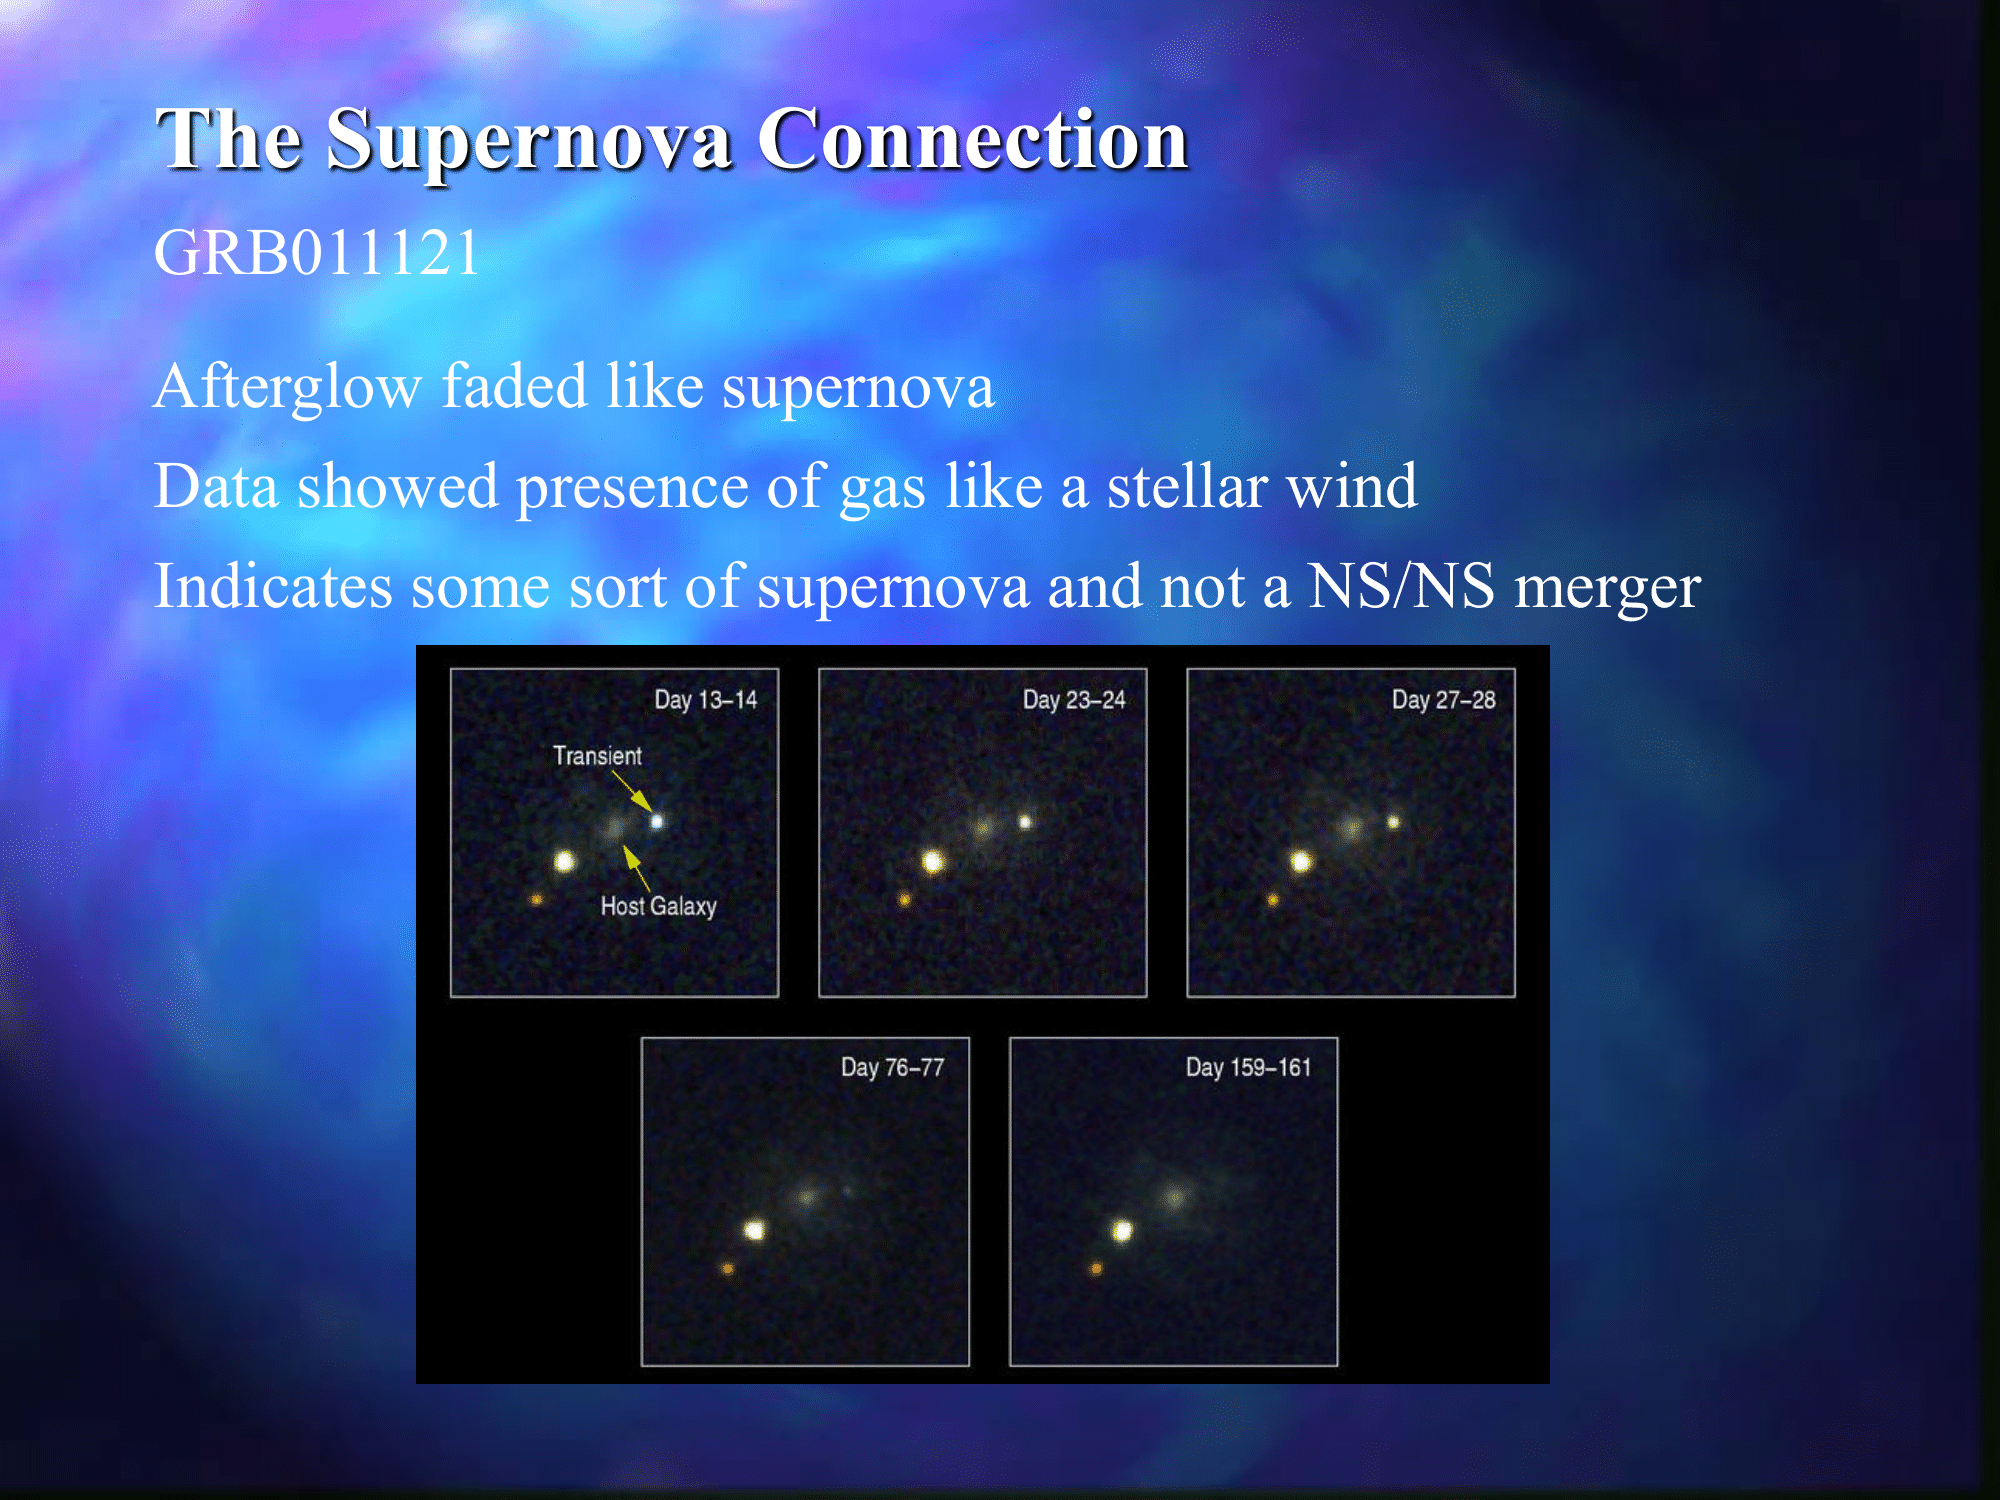 The Supernova Connection
GRB011121
Afterglow faded like supernova
Data showed presence of gas like a stellar wind
Indicates some sort of supernova and not a NS/NS merger
Day 13–14
Transient
Host Galaxy
Day 23–24
Day 27–28
Day 76–77
Day 159–161